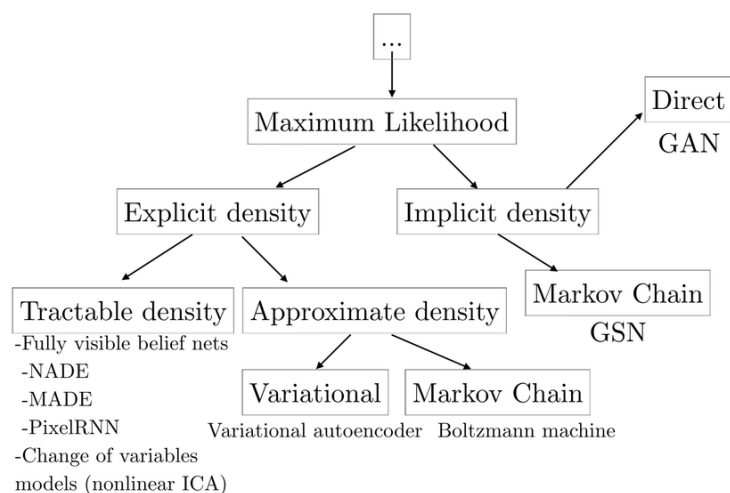 ...
Maximum Likelihood
Direct
GAN
Explicit density
Implicit density
Tractable density
-Fully visible belief nets
-NADE
-MADE
-PixelRNN
-Change of variables
models (nonlinear ICA)
Approximate density
Variational
Variational autoencoder
Markov Chain
Boltzmann machine
Markov Chain
GSN